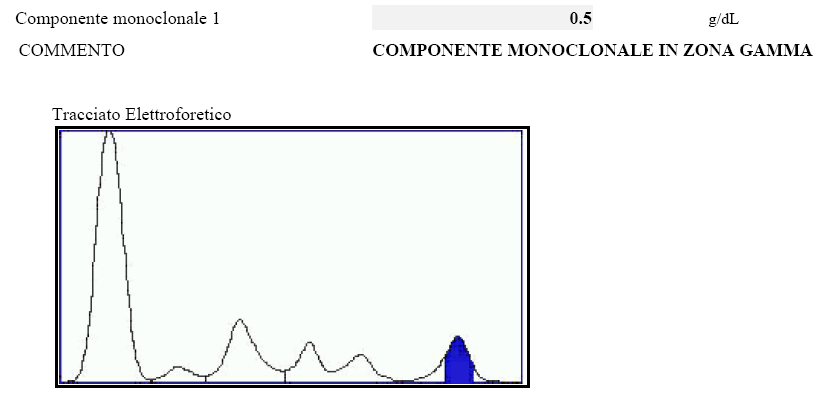 Componente monoclonale 1 0.5 g/dL
COMMENTO COMPONENTE MONOCLONALE IN ZONA GAMMA
Tracciato Elettroforetico